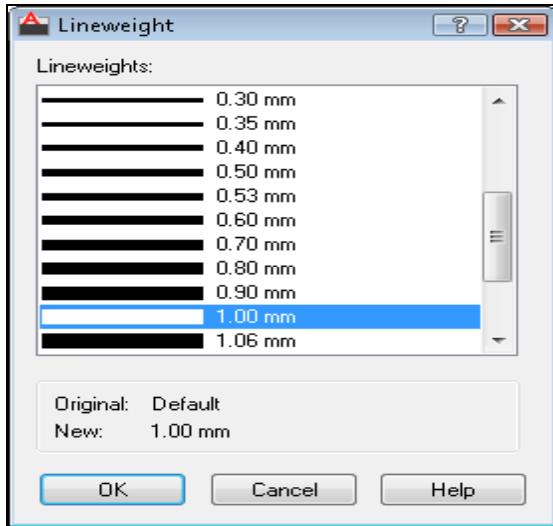 Lineweight
Lineweights:
0.30 mm
0.35 mm
0.40 mm
0.50 mm
0.53 mm
0.60 mm
0.70 mm
0.80 mm
0.90 mm
1.00 mm
1.06 mm
Original: Default
New: 1.00 mm
OK Cancel Help